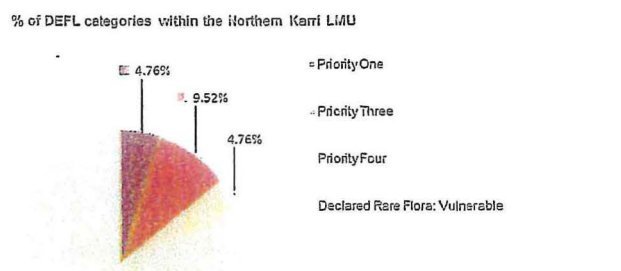 % of DEFL categories within the Northern Karri LMU
4.76%
9.52%
4.76%
Priority One
Priority Three
Priority Four
Declared Rare Flora: Vulnerable